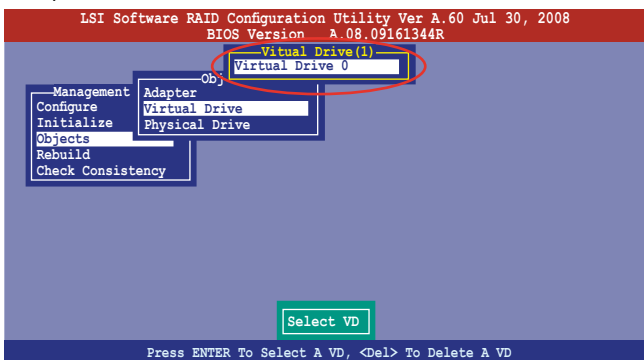 LSI Software RAID Configuration Utility Ver A.60 Jul 30, 2008
BIOS Version A.08.09161344R
Vitual Drive(1)
Virtual Drive 0
Obj
Management
Adapter
Configure
Virtual Drive
Initialize
Physical Drive
Objects
Rebuild
Check Consistency
Select VD
Press ENTER To Select A VD, <Del> To Delete A VD